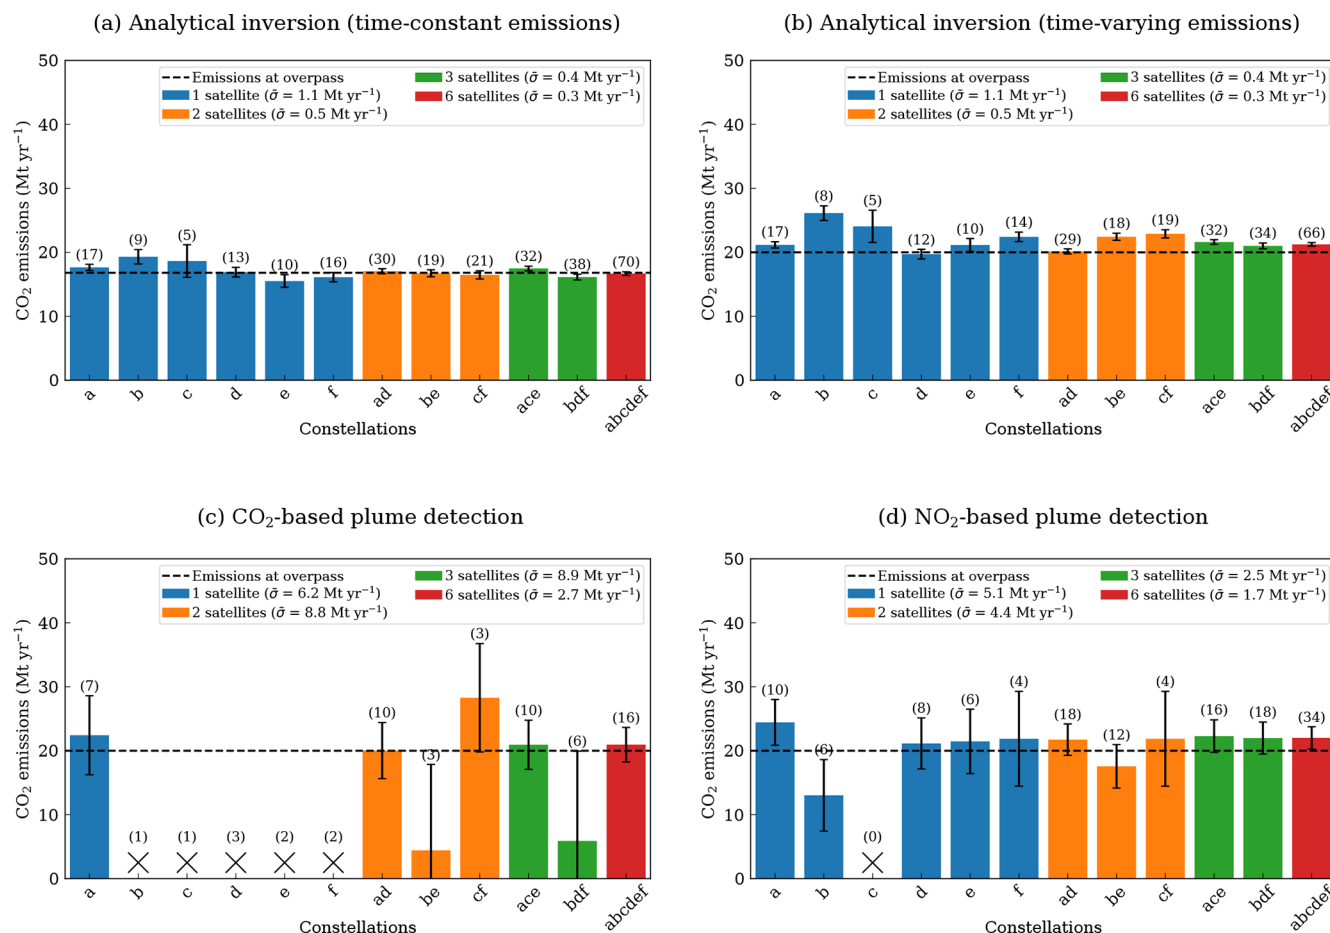 (a) Analytical inversion (time-constant emissions)
CO₂ emissions (Mt yr⁻¹)
50
40
30
20
10
0
Emissions at overpass
1 satellite (σ̄ = 1.1 Mt yr⁻¹)
2 satellites (σ̄ = 0.5 Mt yr⁻¹)
3 satellites (σ̄ = 0.4 Mt yr⁻¹)
6 satellites (σ̄ = 0.3 Mt yr⁻¹)
(17) (9) (5) (13) (10) (16) (30) (19) (21) (32) (38) (70)
a b c d e f ad be cf ace bdf abcdef
Constellations
(b) Analytical inversion (time-varying emissions)
CO₂ emissions (Mt yr⁻¹)
50
40
30
20
10
0
Emissions at overpass
1 satellite (σ̄ = 1.1 Mt yr⁻¹)
2 satellites (σ̄ = 0.5 Mt yr⁻¹)
3 satellites (σ̄ = 0.4 Mt yr⁻¹)
6 satellites (σ̄ = 0.3 Mt yr⁻¹)
(17) (8) (5) (12) (10) (14) (29) (18) (19) (32) (34) (66)
a b c d e f ad be cf ace bdf abcdef
Constellations
(c) CO₂-based plume detection
CO₂ emissions (Mt yr⁻¹)
50
40
30
20
10
0
Emissions at overpass
1 satellite (σ̄ = 6.2 Mt yr⁻¹)
2 satellites (σ̄ = 8.8 Mt yr⁻¹)
3 satellites (σ̄ = 8.9 Mt yr⁻¹)
6 satellites (σ̄ = 2.7 Mt yr⁻¹)
(7) (1) (1) (3) (2) (2) (10) (3) (3) (10) (6) (16)
a b c d e f ad be cf ace bdf abcdef
Constellations
(d) NO₂-based plume detection
CO₂ emissions (Mt yr⁻¹)
50
40
30
20
10
0
Emissions at overpass
1 satellite (σ̄ = 5.1 Mt yr⁻¹)
2 satellites (σ̄ = 4.4 Mt yr⁻¹)
3 satellites (σ̄ = 2.5 Mt yr⁻¹)
6 satellites (σ̄ = 1.7 Mt yr⁻¹)
(10) (6) (0) (8) (6) (4) (18) (12) (4) (16) (18) (34)
a b c d e f ad be cf ace bdf abcdef
Constellations